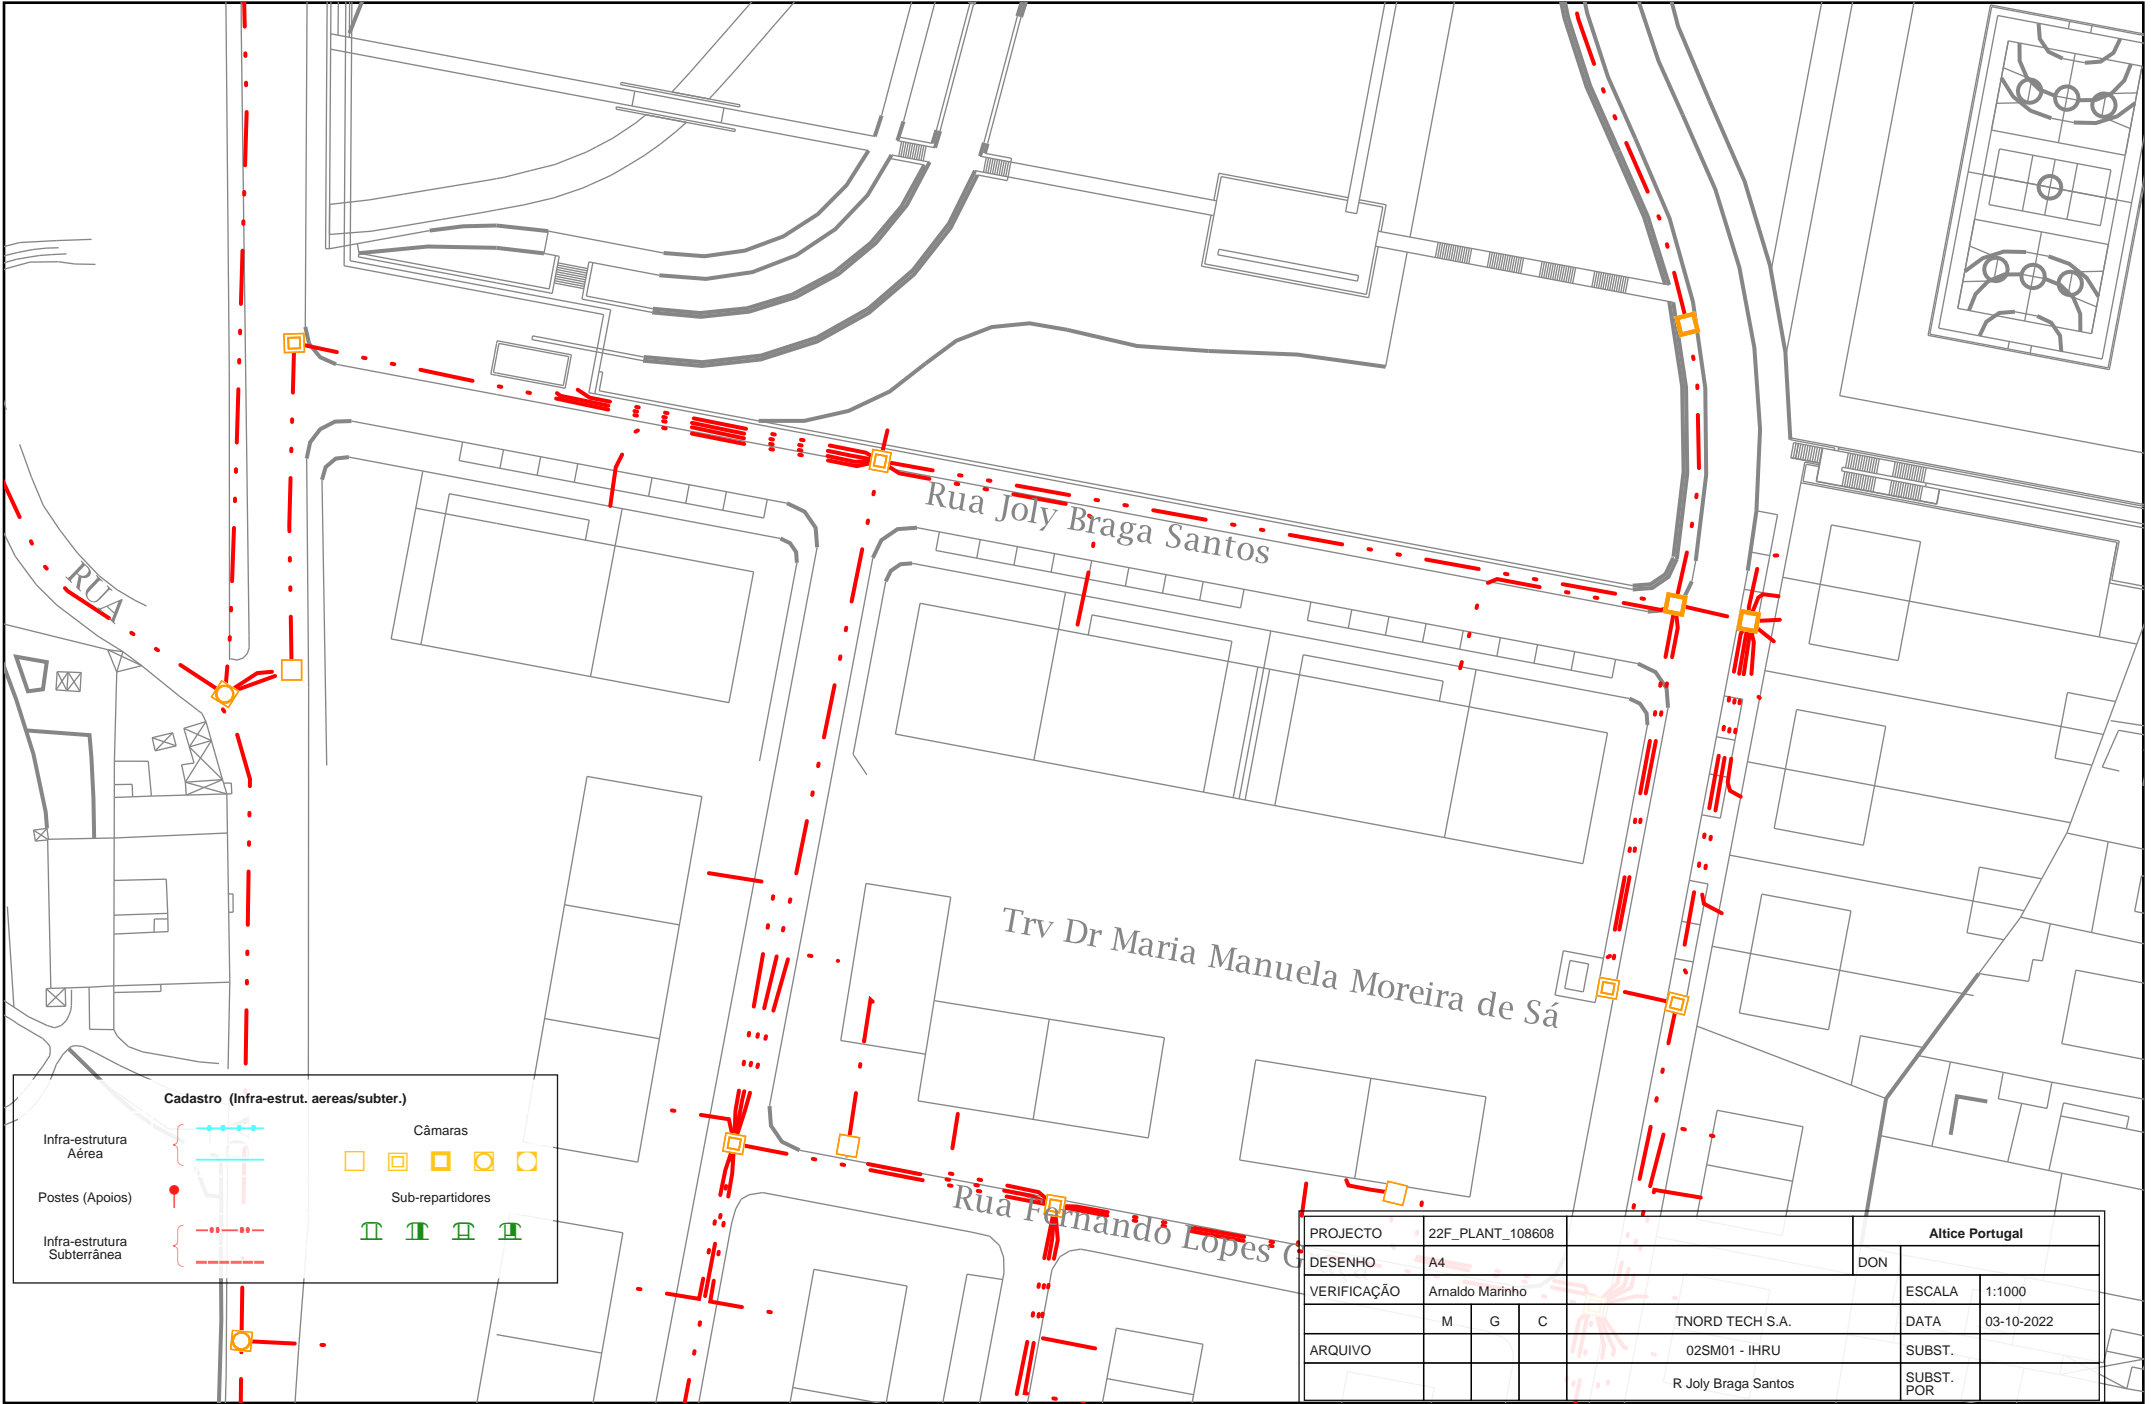 Rua Joly Braga Santos
RUA
Trv Dr Maria Manuela Moreira de Sá
Rua Fernando Lopes G
Cadastro (Infra-estrut. aereas/subter.)
Infra-estrutura
Aérea
Câmaras
Postes (Apoios)
Sub-repartidores
Infra-estrutura
Subterrânea
PROJECTO 22F_PLANT_108608 Altice Portugal
DESENHO A4 DON
VERIFICAÇÃO Arnaldo Marinho ESCALA 1:1000
M G C TNORD TECH S.A. DATA 03-10-2022
ARQUIVO 02SM01 - IHRU SUBST.
R Joly Braga Santos SUBST.
POR